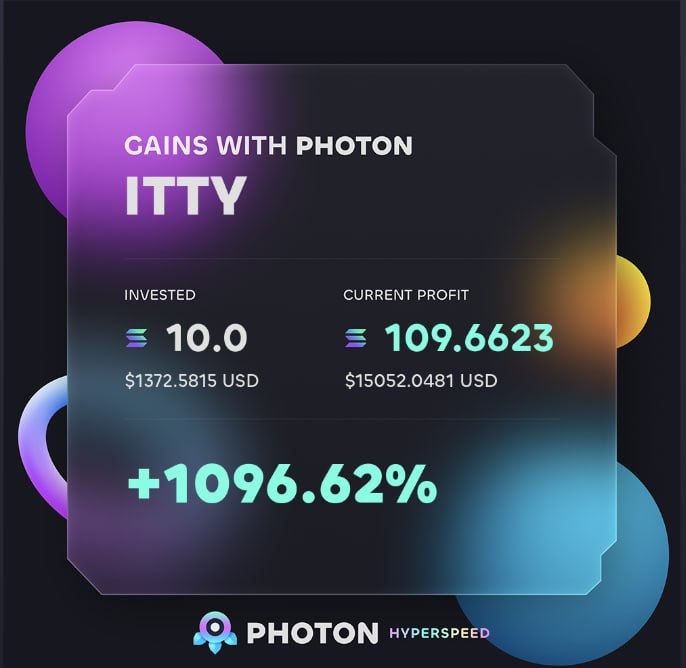 GAINS WITH PHOTON
ITTY
INVESTED CURRENT PROFIT
10.0 109.6623
$1372.5815 USD $15052.0481 USD
+1096.62%
PHOTON HYPERSPEED